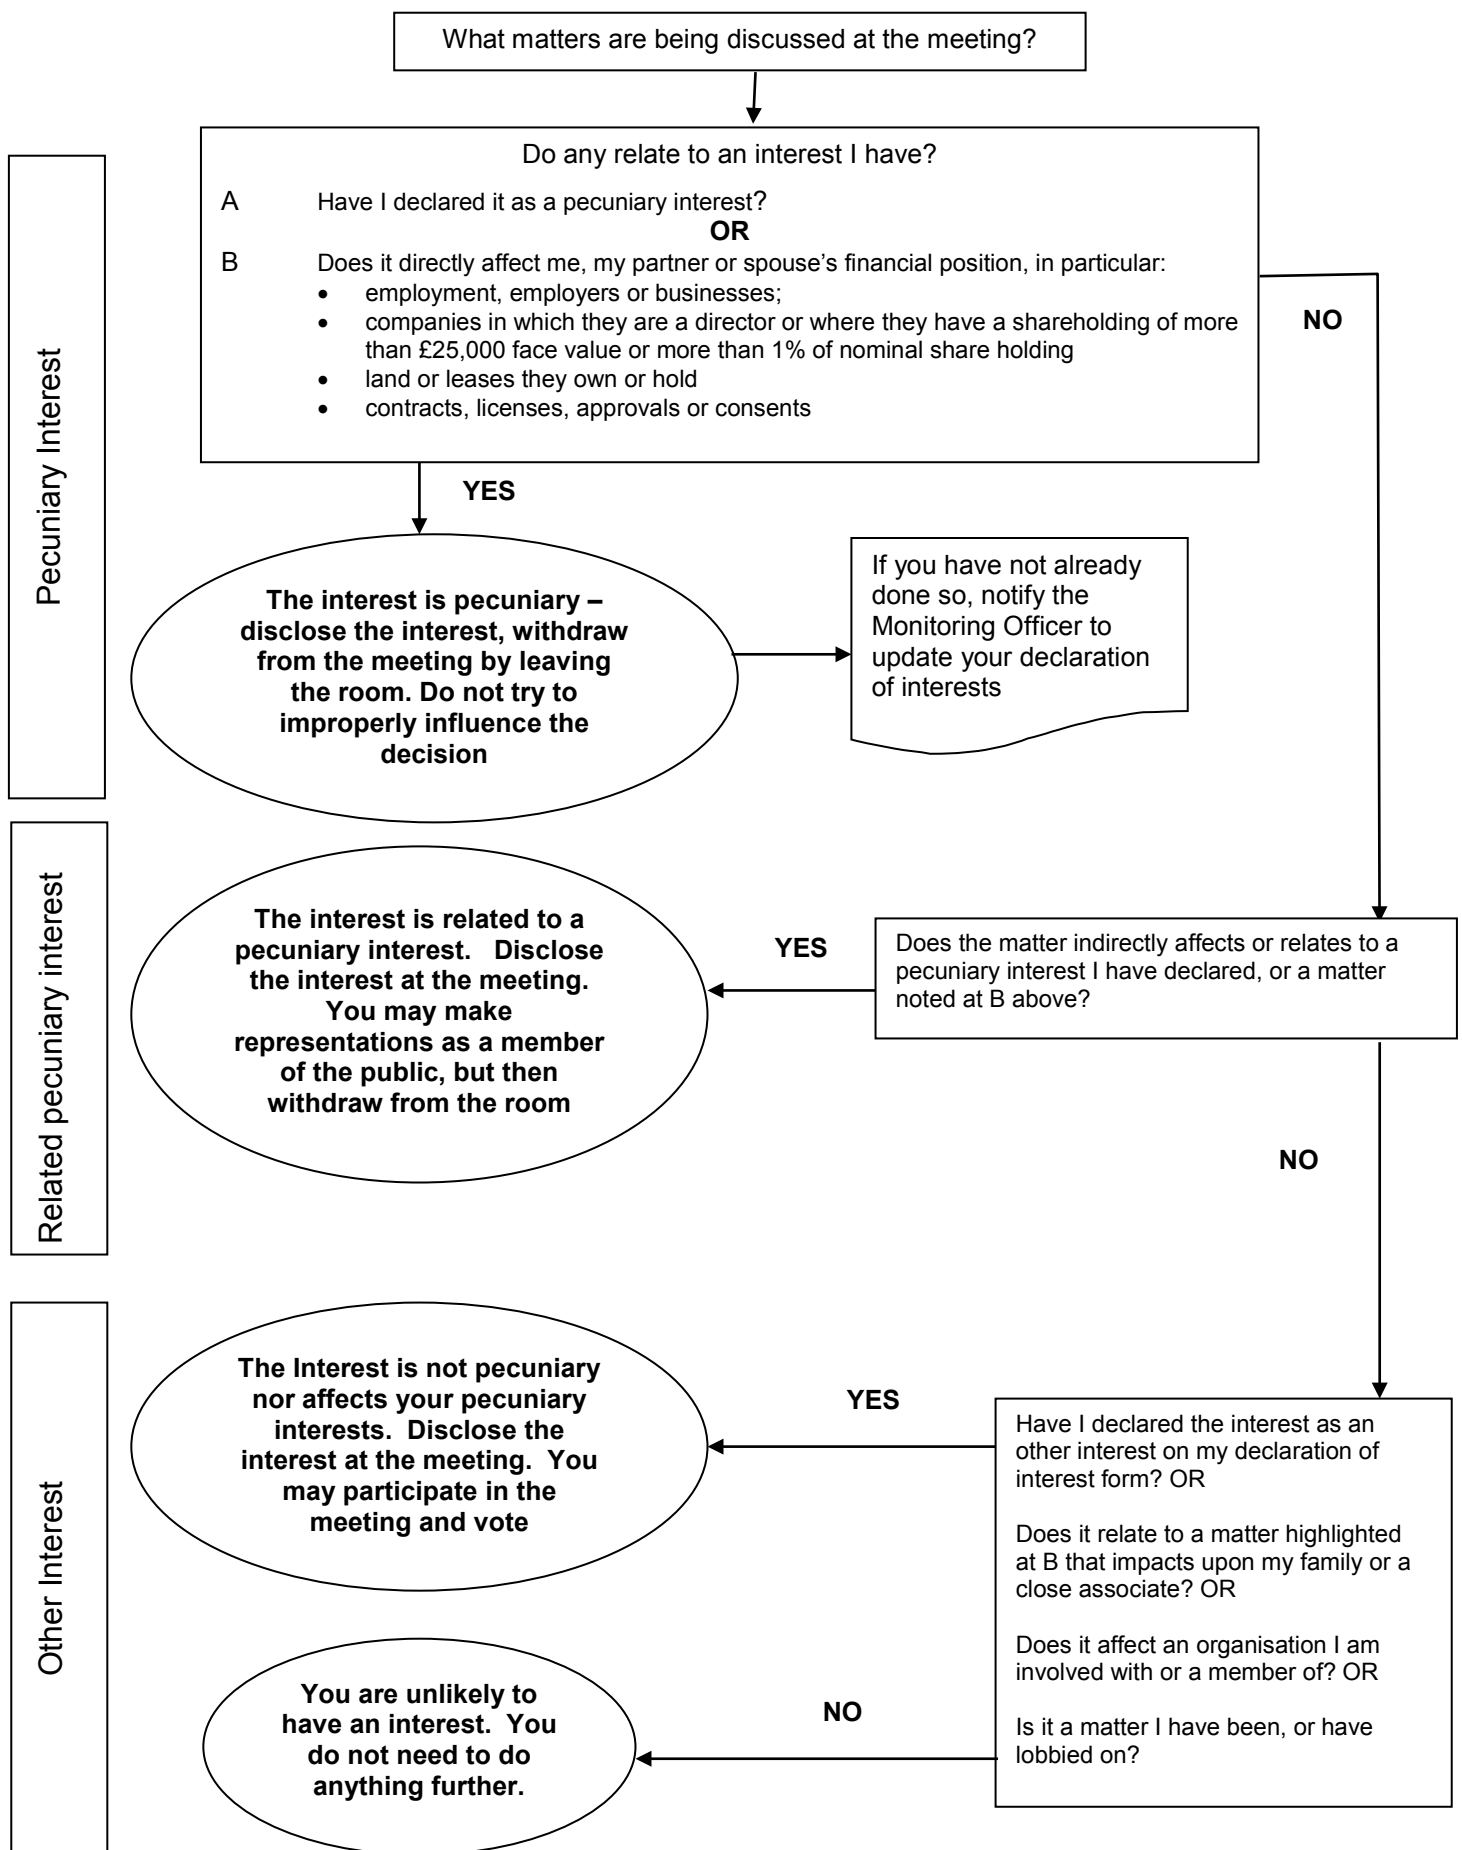 What matters are being discussed at the meeting?
Pecuniary Interest
Do any relate to an interest I have?
A Have I declared it as a pecuniary interest?
OR
B Does it directly affect me, my partner or spouse's financial position, in particular:
• employment, employers or businesses;
• companies in which they are a director or where they have a shareholding of more
than £25,000 face value or more than 1% of nominal share holding
• land or leases they own or hold
• contracts, licenses, approvals or consents
NO
YES
The interest is pecuniary –
disclose the interest, withdraw
from the meeting by leaving
the room. Do not try to
improperly influence the
decision
If you have not already
done so, notify the
Monitoring Officer to
update your declaration
of interests
Related pecuniary interest
The interest is related to a
pecuniary interest. Disclose
the interest at the meeting.
You may make
representations as a member
of the public, but then
withdraw from the room
YES
Does the matter indirectly affects or relates to a
pecuniary interest I have declared, or a matter
noted at B above?
NO
Other Interest
The Interest is not pecuniary
nor affects your pecuniary
interests. Disclose the
interest at the meeting. You
may participate in the
meeting and vote
YES
Have I declared the interest as an
other interest on my declaration of
interest form? OR
Does it relate to a matter highlighted
at B that impacts upon my family or a
close associate? OR
Does it affect an organisation I am
involved with or a member of? OR
Is it a matter I have been, or have
lobbied on?
NO
You are unlikely to
have an interest. You
do not need to do
anything further.